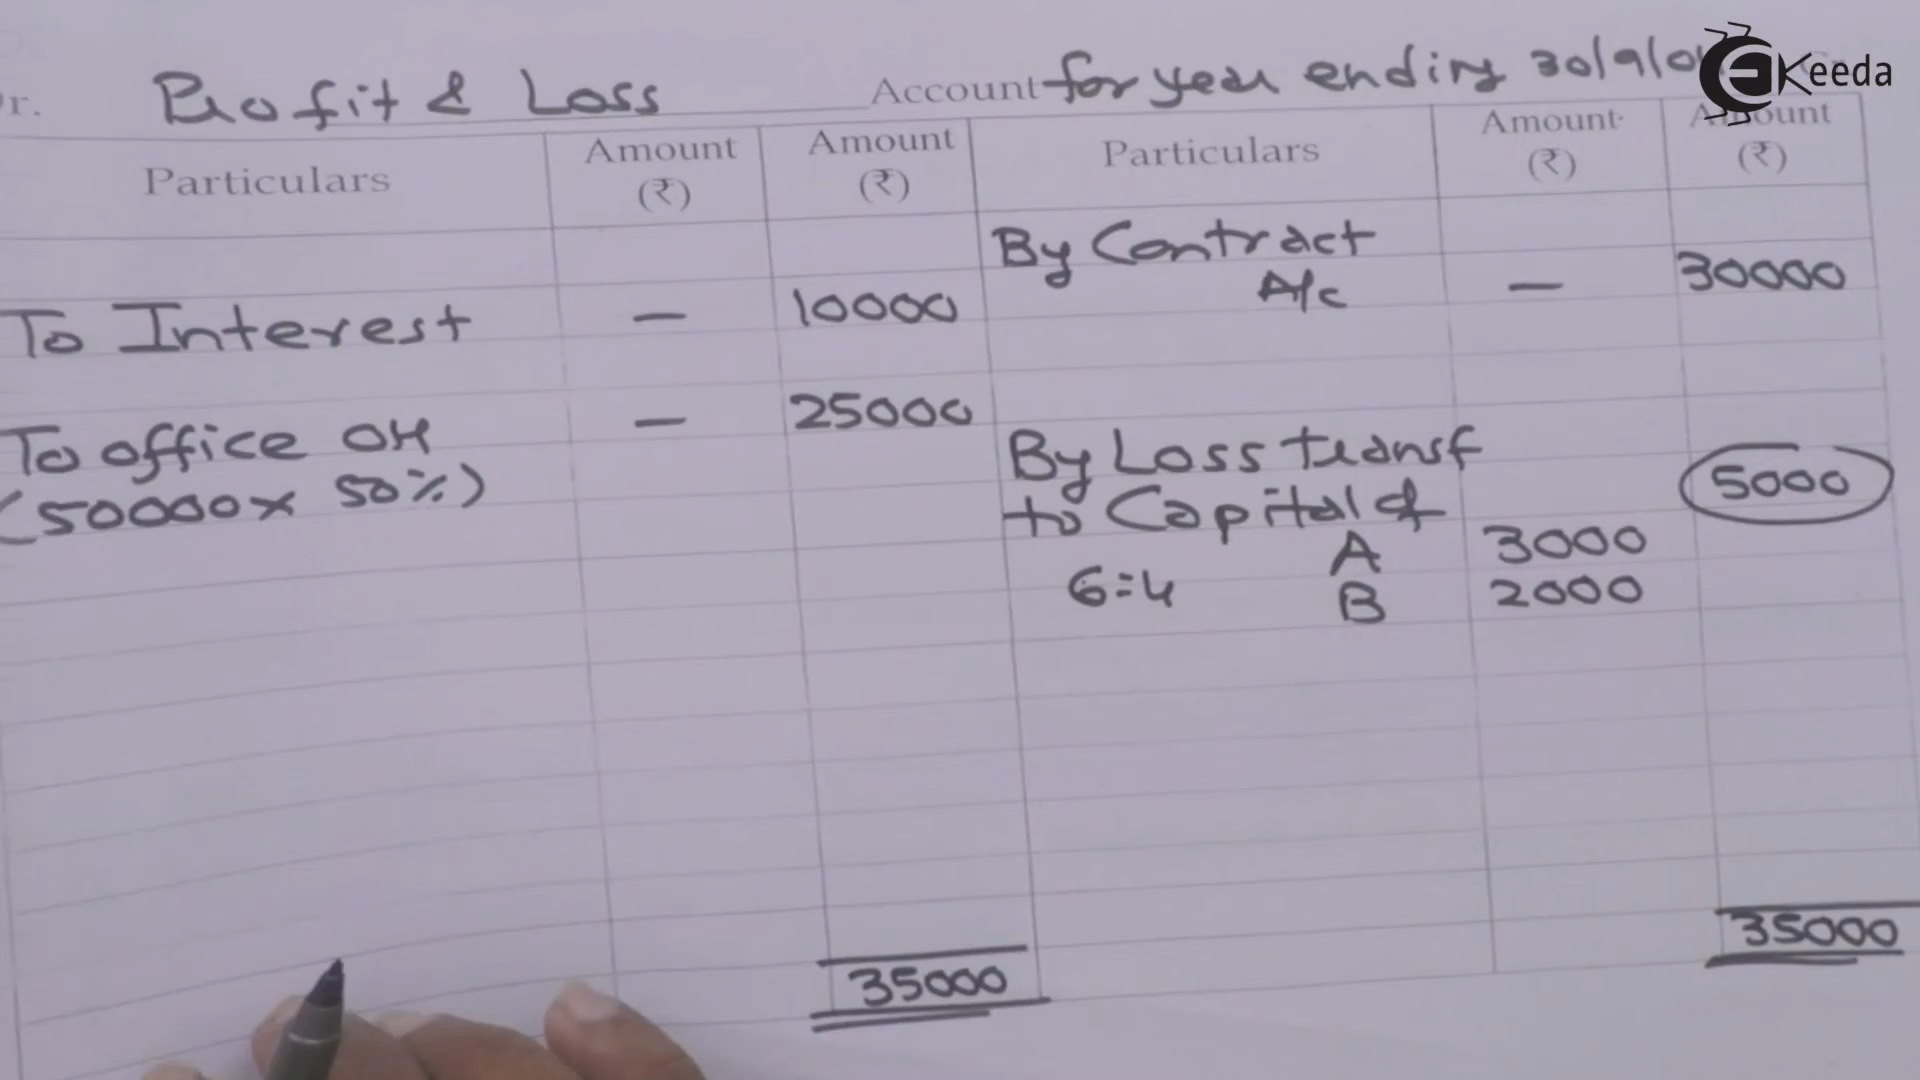 Dr. Profit & Loss Account for year ending 30/9/0
EKeeda
Particulars Amount (₹) Amount (₹) Particulars Amount (₹) Amount (₹)
By Contract
A/c — 30000
To Interest — 10000
To office OH — 25000
(50000 x 50%)
By Loss transf
to Capital of 5000
A 3000
6:4 B 2000
35000 35000